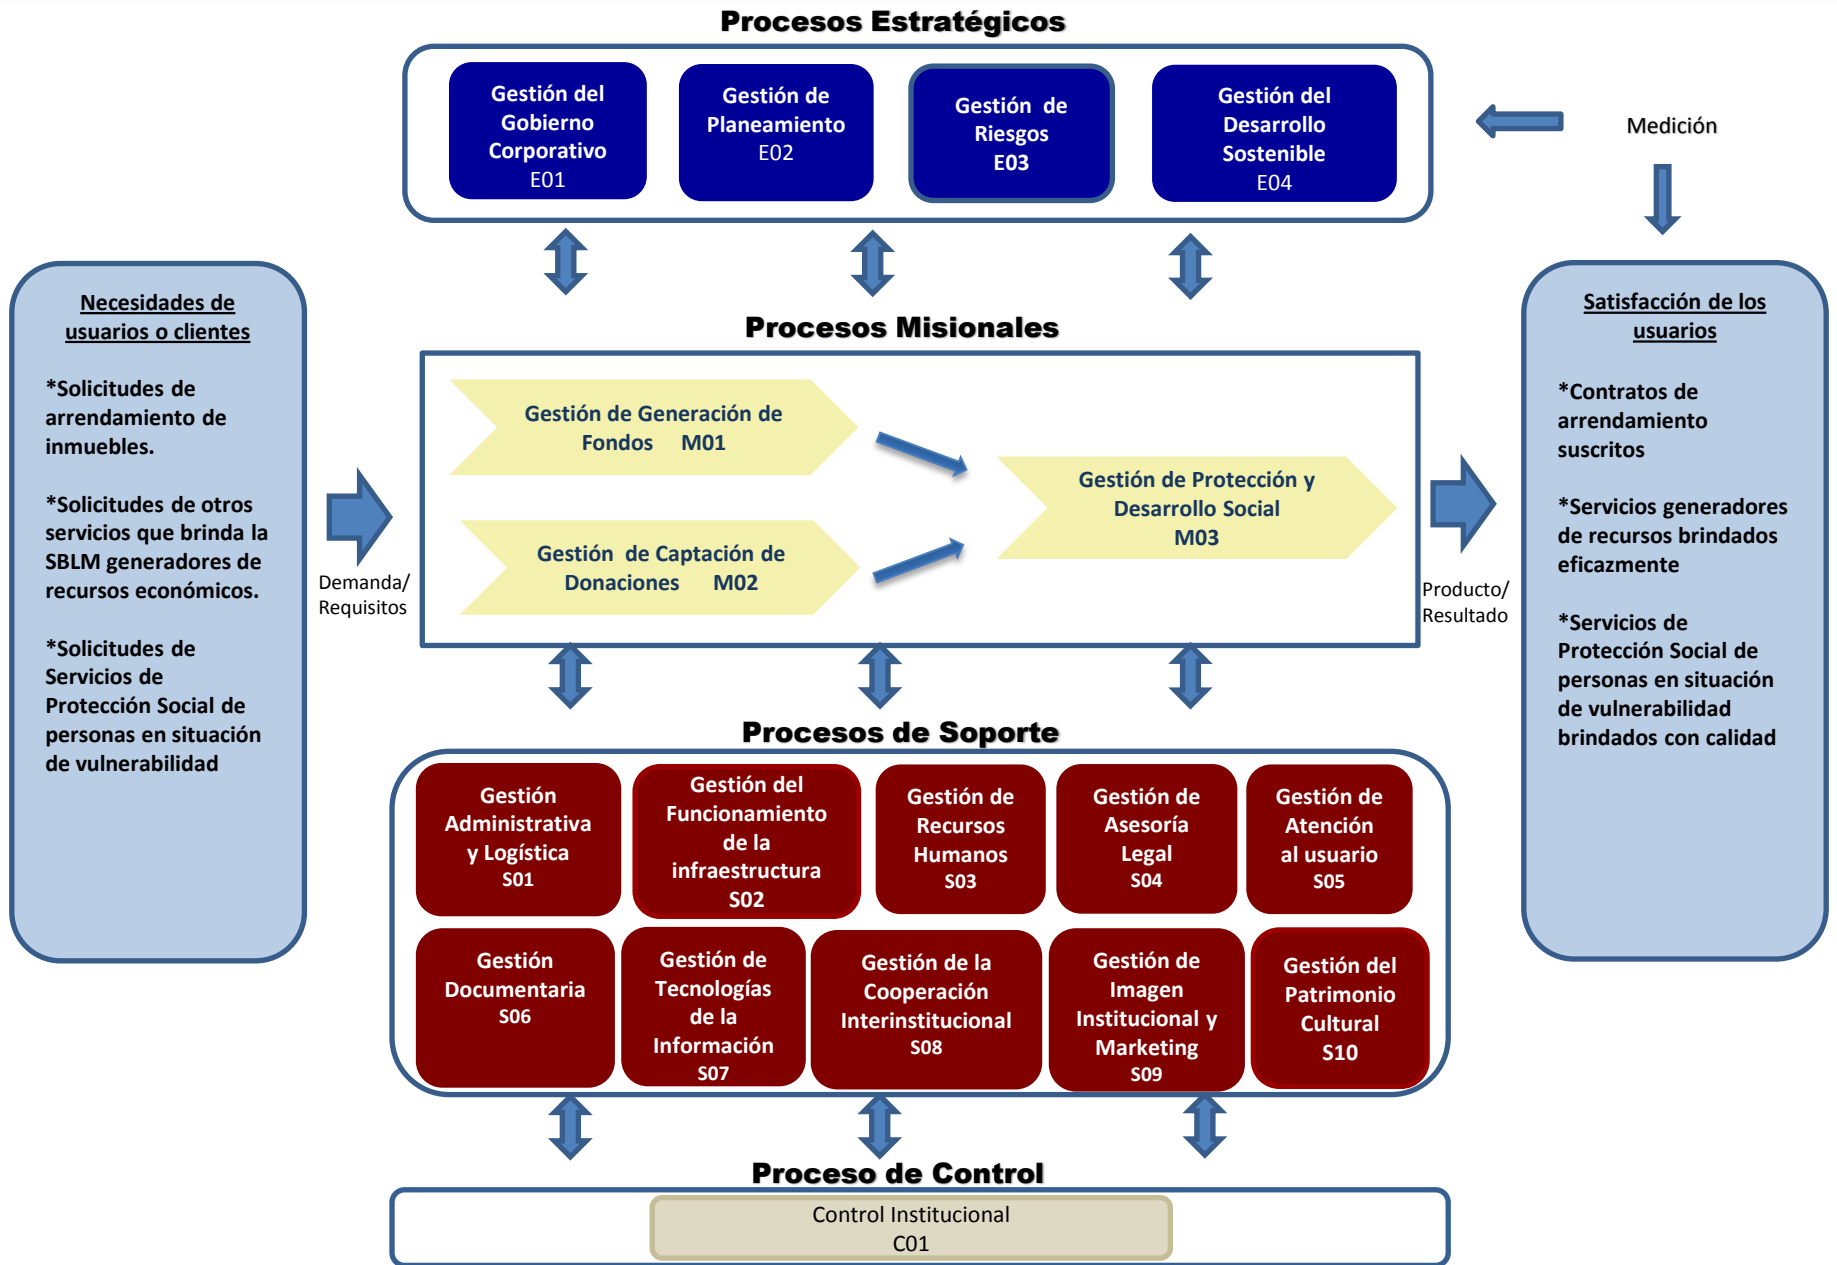 Procesos Estratégicos
Gestión del
Gobierno
Corporativo
E01
Gestión de
Planeamiento
E02
Gestión de
Riesgos
E03
Gestión del
Desarrollo
Sostenible
E04
Medición
Necesidades de
usuarios o clientes
*Solicitudes de
arrendamiento de
inmuebles.
*Solicitudes de otros
servicios que brinda la
SBLM generadores de
recursos económicos.
*Solicitudes de
Servicios de
Protección Social de
personas en situación
de vulnerabilidad
Demanda/
Requisitos
Procesos Misionales
Gestión de Generación de
Fondos M01
Gestión de Captación de
Donaciones M02
Gestión de Protección y
Desarrollo Social
M03
Producto/
Resultado
Satisfacción de los
usuarios
*Contratos de
arrendamiento
suscritos
*Servicios generadores
de recursos brindados
eficazmente
*Servicios de
Protección Social de
personas en situación
de vulnerabilidad
brindados con calidad
Procesos de Soporte
Gestión
Administrativa
y Logística
S01
Gestión del
Funcionamiento
de la
infraestructura
S02
Gestión de
Recursos
Humanos
S03
Gestión de
Asesoría
Legal
S04
Gestión de
Atención
al usuario
S05
Gestión
Documentaria
S06
Gestión de
Tecnologías
de la
Información
S07
Gestión de la
Cooperación
Interinstitucional
S08
Gestión de
Imagen
Institucional y
Marketing
S09
Gestión del
Patrimonio
Cultural
S10
Proceso de Control
Control Institucional
C01